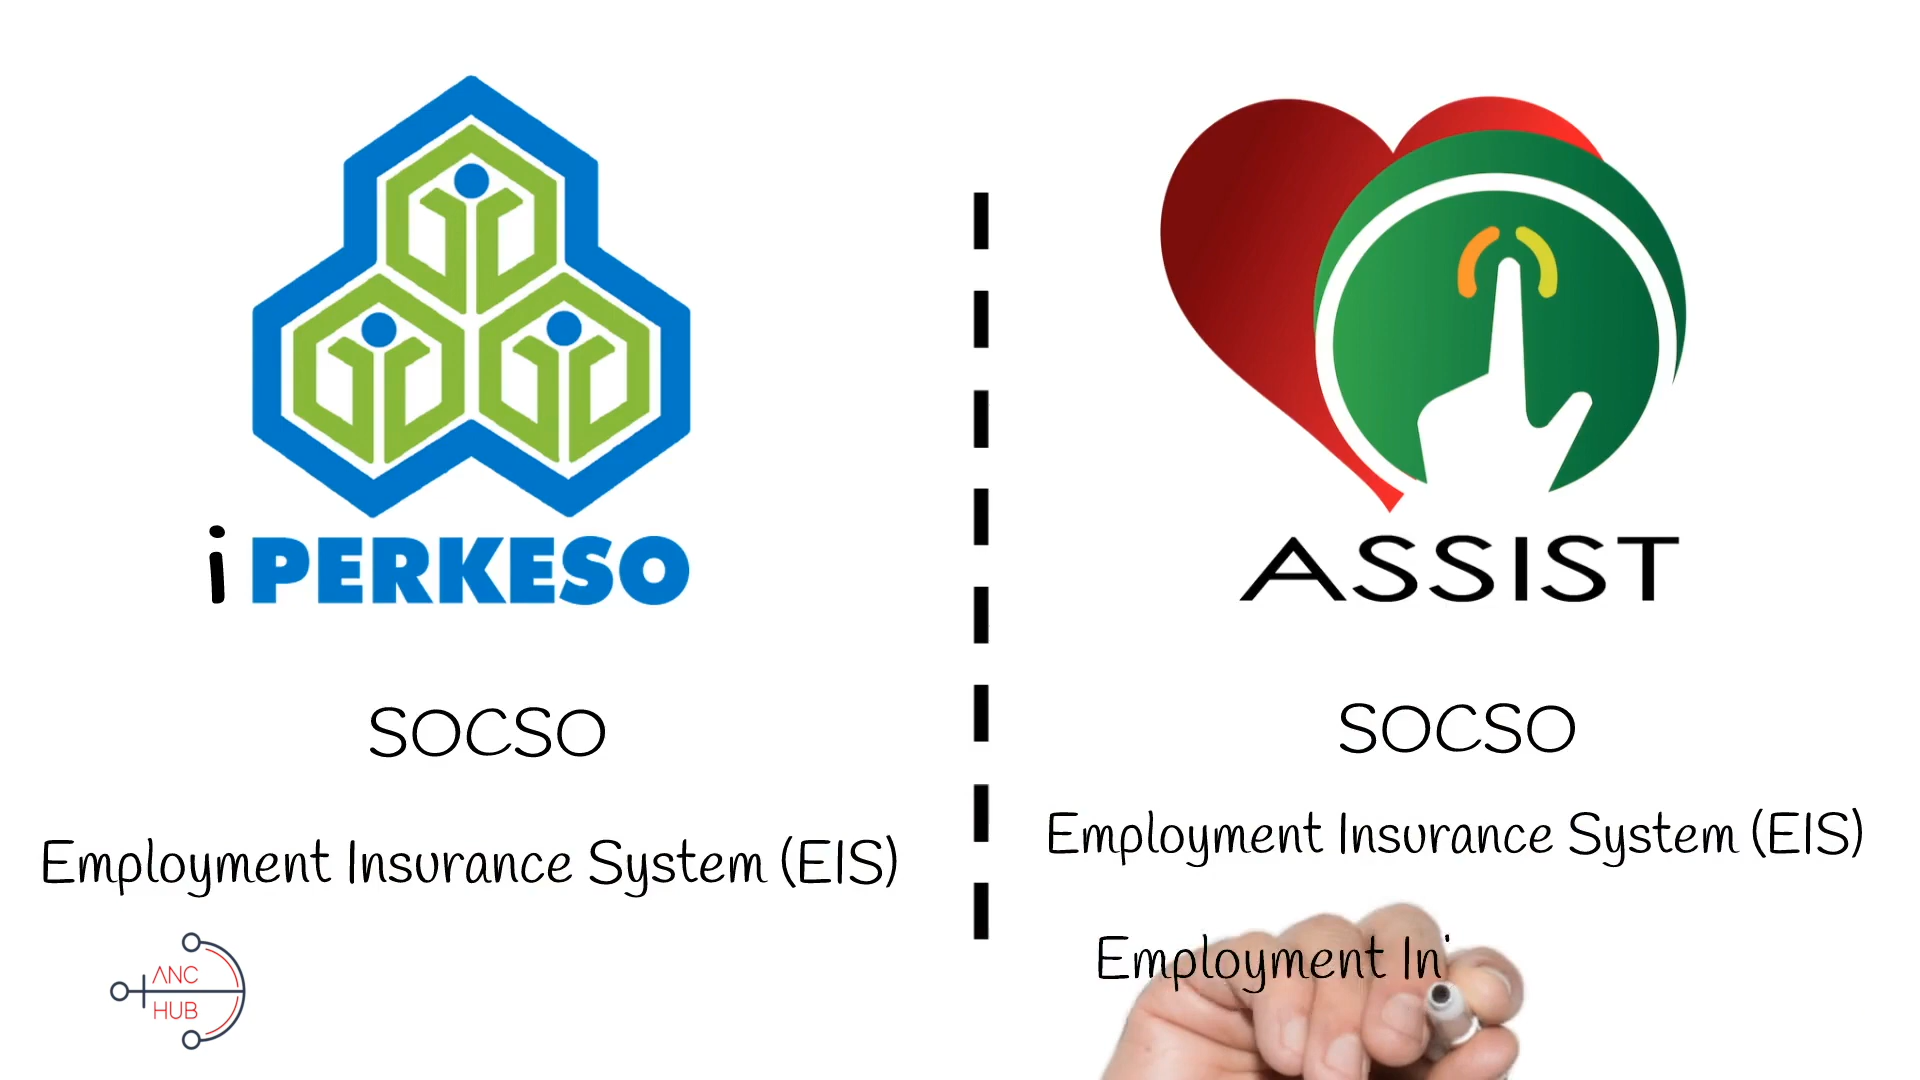 i PERKESO
SOCSO
Employment Insurance System (EIS)
ANC
HUB
ASSIST
SOCSO
Employment Insurance System (EIS)
Employment In